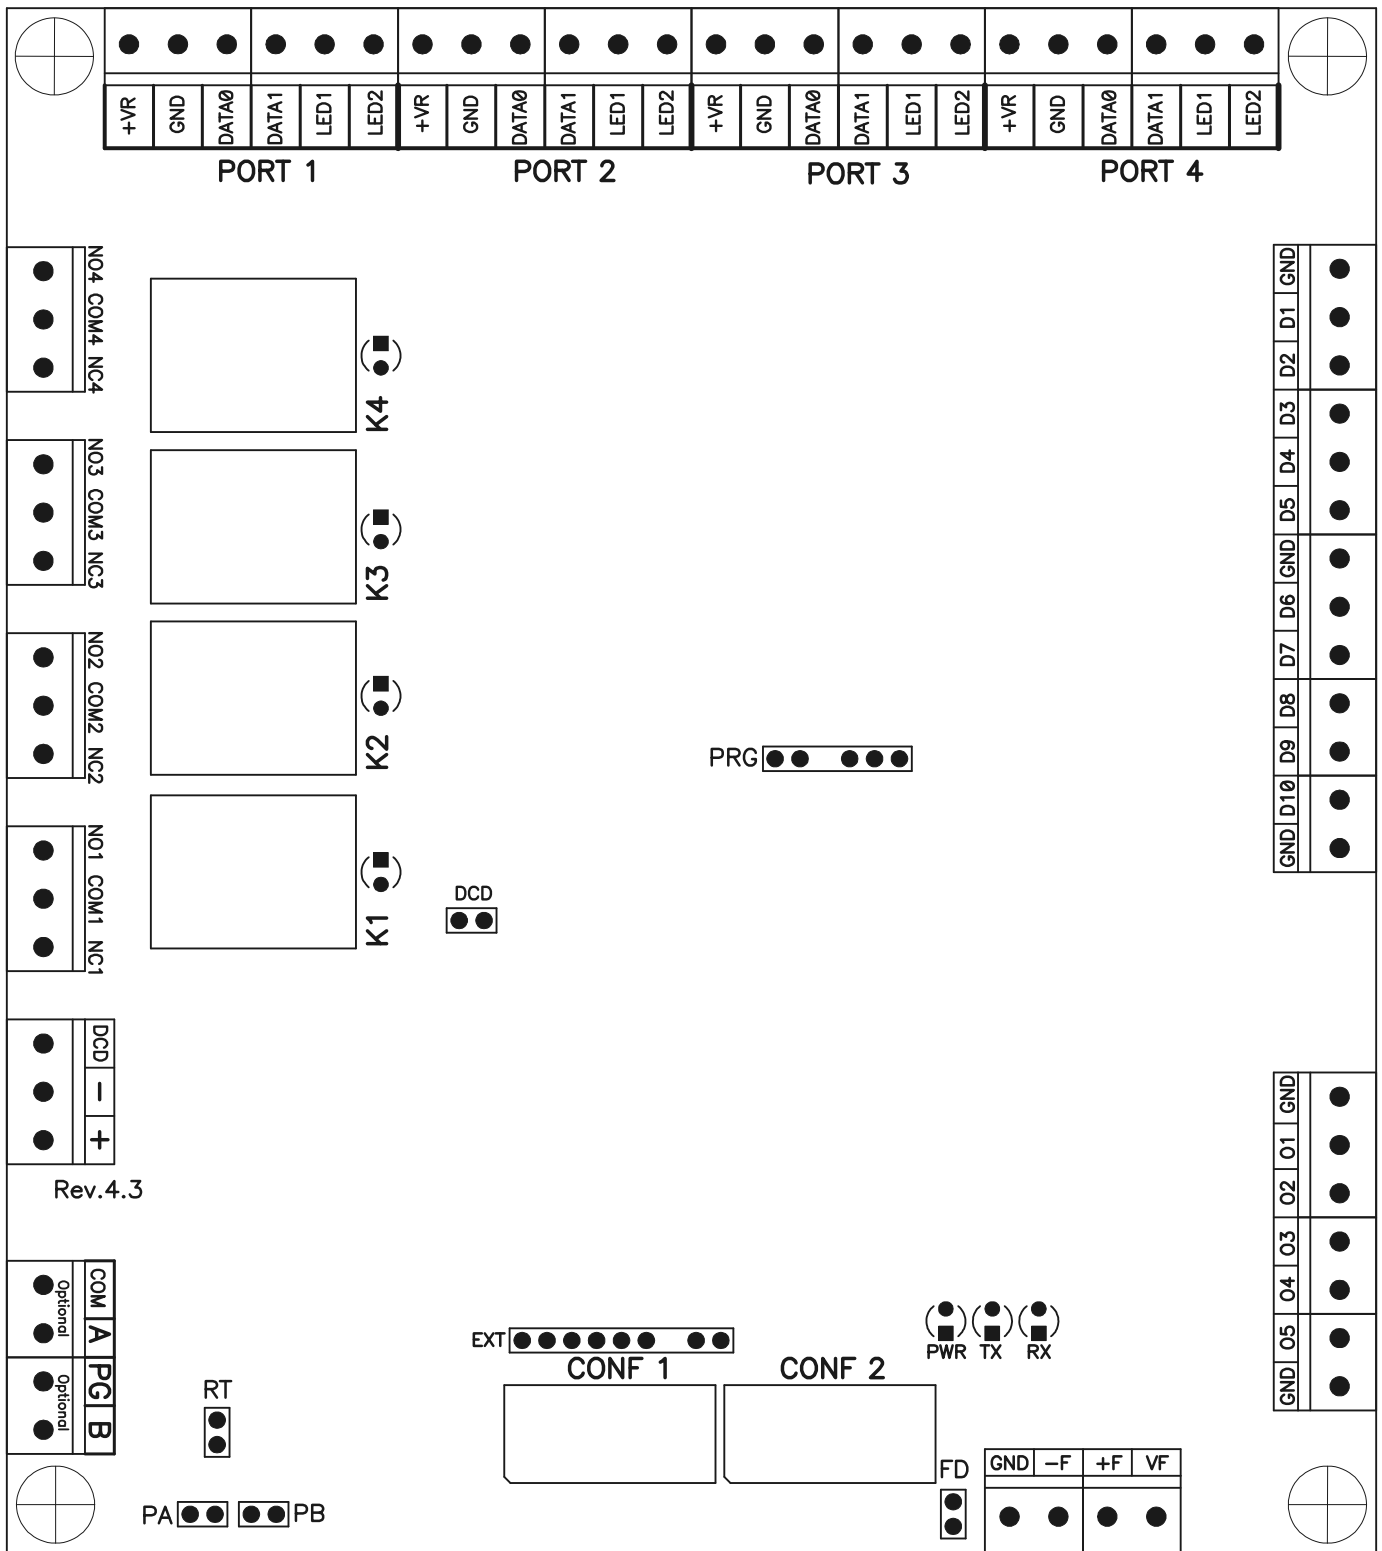 +VR GND DATA0 DATA1 LED1 LED2 +VR GND DATA0 DATA1 LED1 LED2 +VR GND DATA0 DATA1 LED1 LED2 +VR GND DATA0 DATA1 LED1 LED2
PORT 1 PORT 2 PORT 3 PORT 4
NO4 COM4 NC4
K4
NO3 COM3 NC3
K3
NO2 COM2 NC2
K2
NO1 COM1 NC1
K1
DCD
PRG
GND D1 D2 D3 D4 D5 GND D6 D7 D8 D9 D10 GND
DCD - +
Rev.4.3
COM A PG B
Optional
Optional
RT
PA PB
EXT
CONF 1 CONF 2
PWR TX RX
GND O1 O2 O3 O4 O5 GND
FD
GND -F +F VF